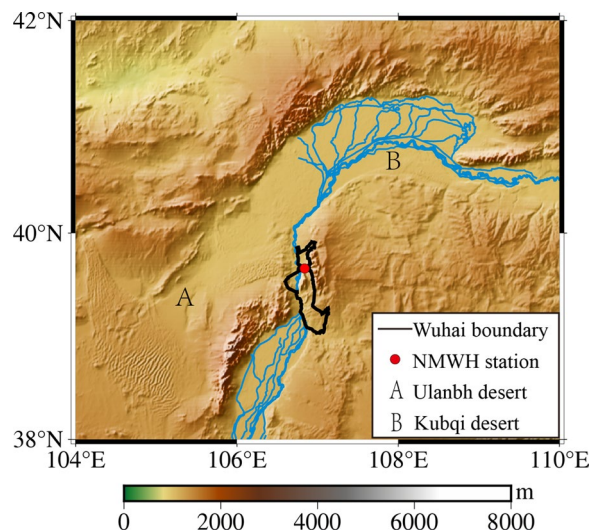 42°N
B
40°N
A
Wuhai boundary
NMWH station
A Ulanbh desert
B Kubqi desert
38°N
104°E 106°E 108°E 110°E
m
0 2000 4000 6000 8000